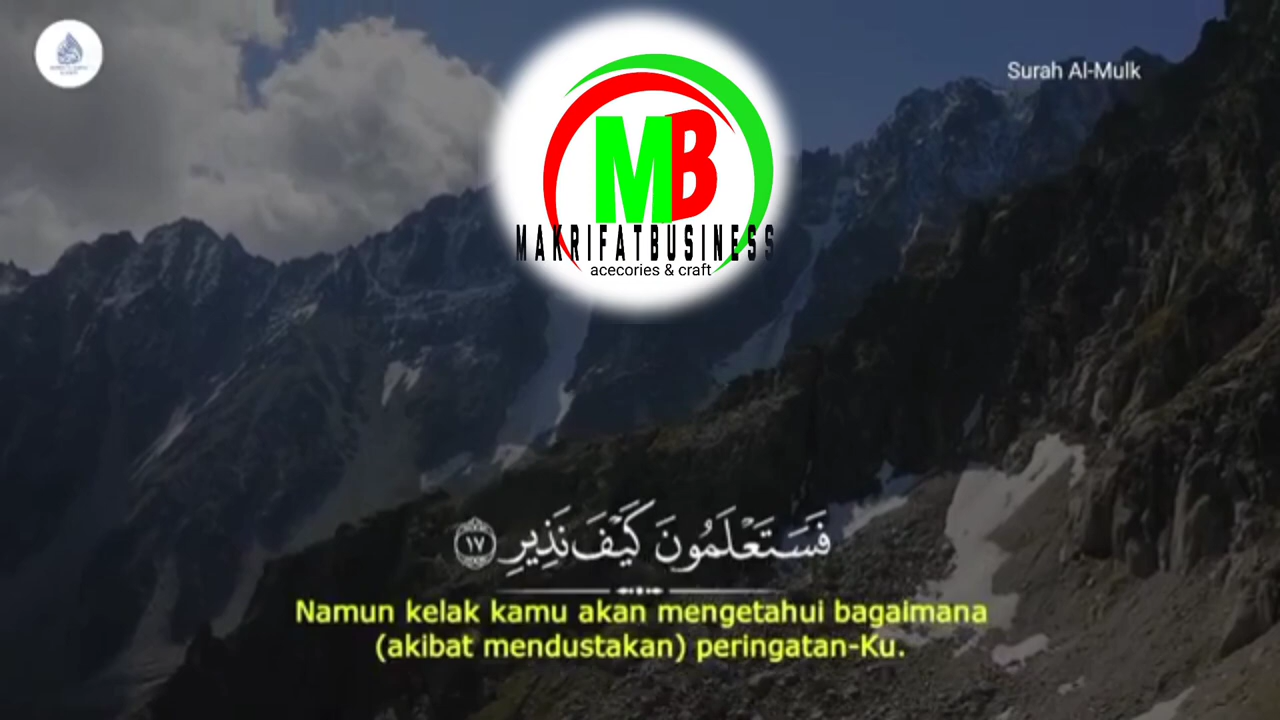 Surah Al-Mulk
MB
MAKRIFATBUSINESS
acecories & craft
فَسَتَعْلَمُونَ كَيْفَ نَذِيرِ ١٧
Namun kelak kamu akan mengetahui bagaimana
(akibat mendustakan) peringatan-Ku.